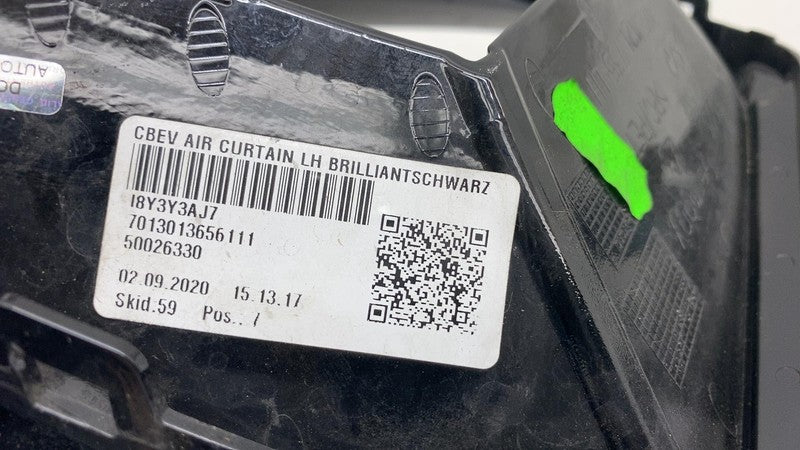 CBEV AIR CURTAIN LH BRILLIANTSCHWARZ
I8Y3Y3AJ7
7013013656111
50026330
02.09.2020 15.13.17
Skid.59 Pos.: 7